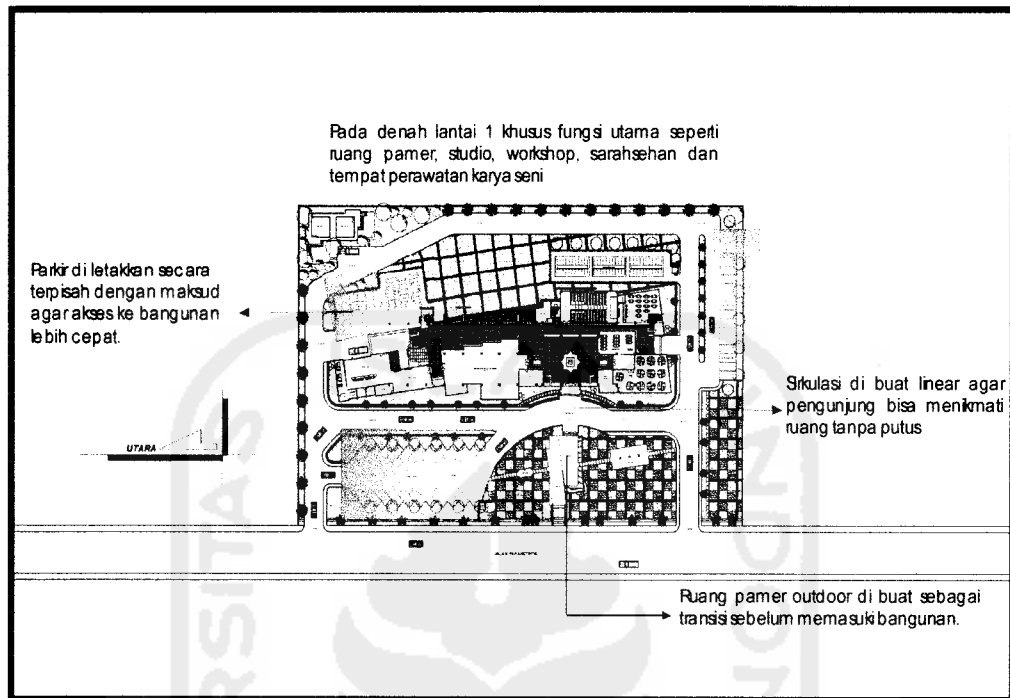 Pada denah lantai 1 khusus fungsi utama seperti
ruang pamer, studio, workshop, sarahsehan dan
tempat perawatan karya seni
Parkir di letakkan secara
terpisah dengan maksud
agar akses ke bangunan
lebih cepat.
Sirkulasi di buat linear agar
pengunjung bisa menikmati
ruang tanpa putus
UTARA
Ruang pamer outdoor di buat sebagai
transisi sebelum memasuki bangunan.